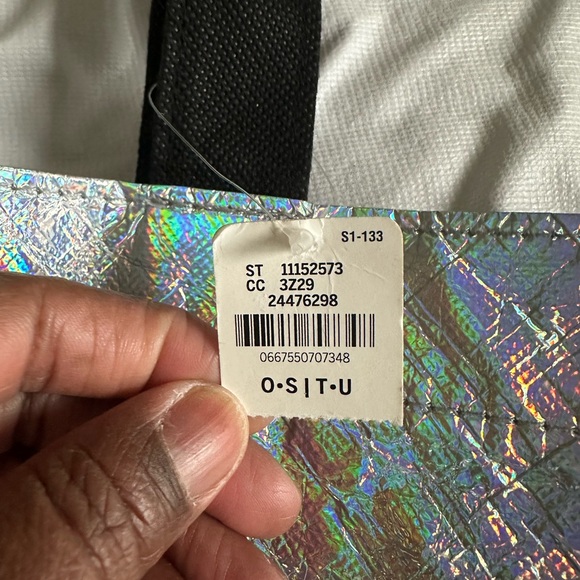 S1-133
ST 11152573
CC 3Z29
24476298
0667550707348
O•S|T•U